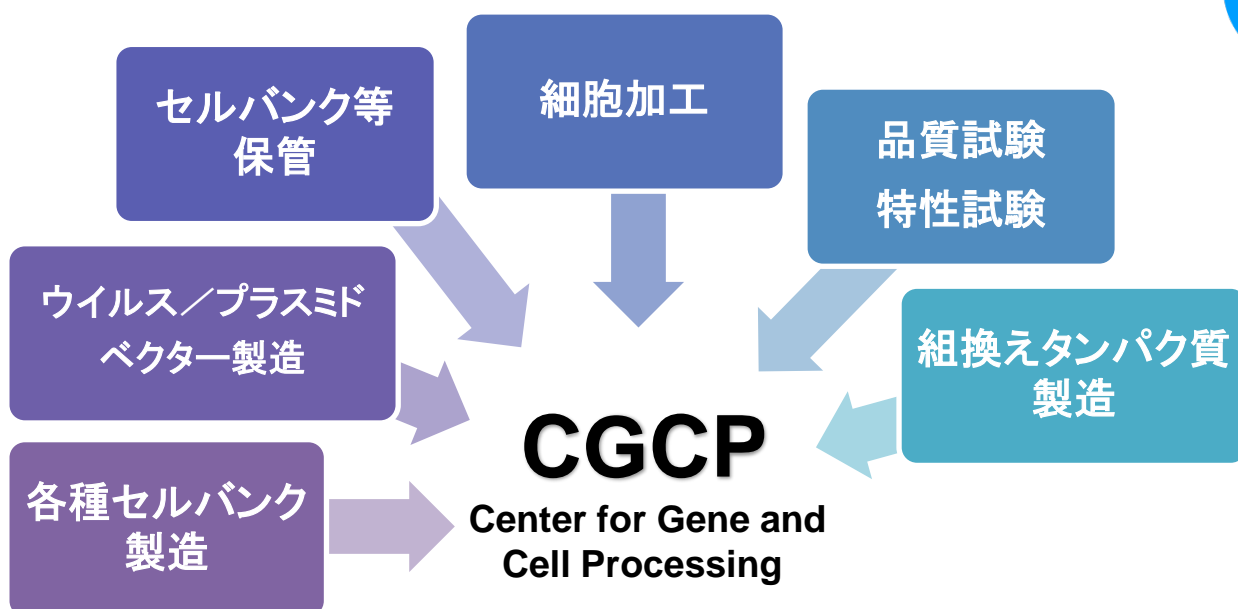 セルバンク等
保管
細胞加工
品質試験
特性試験
ウイルス／プラスミド
ベクター製造
組換えタンパク質
製造
各種セルバンク
製造
CGCP
Center for Gene and
Cell Processing